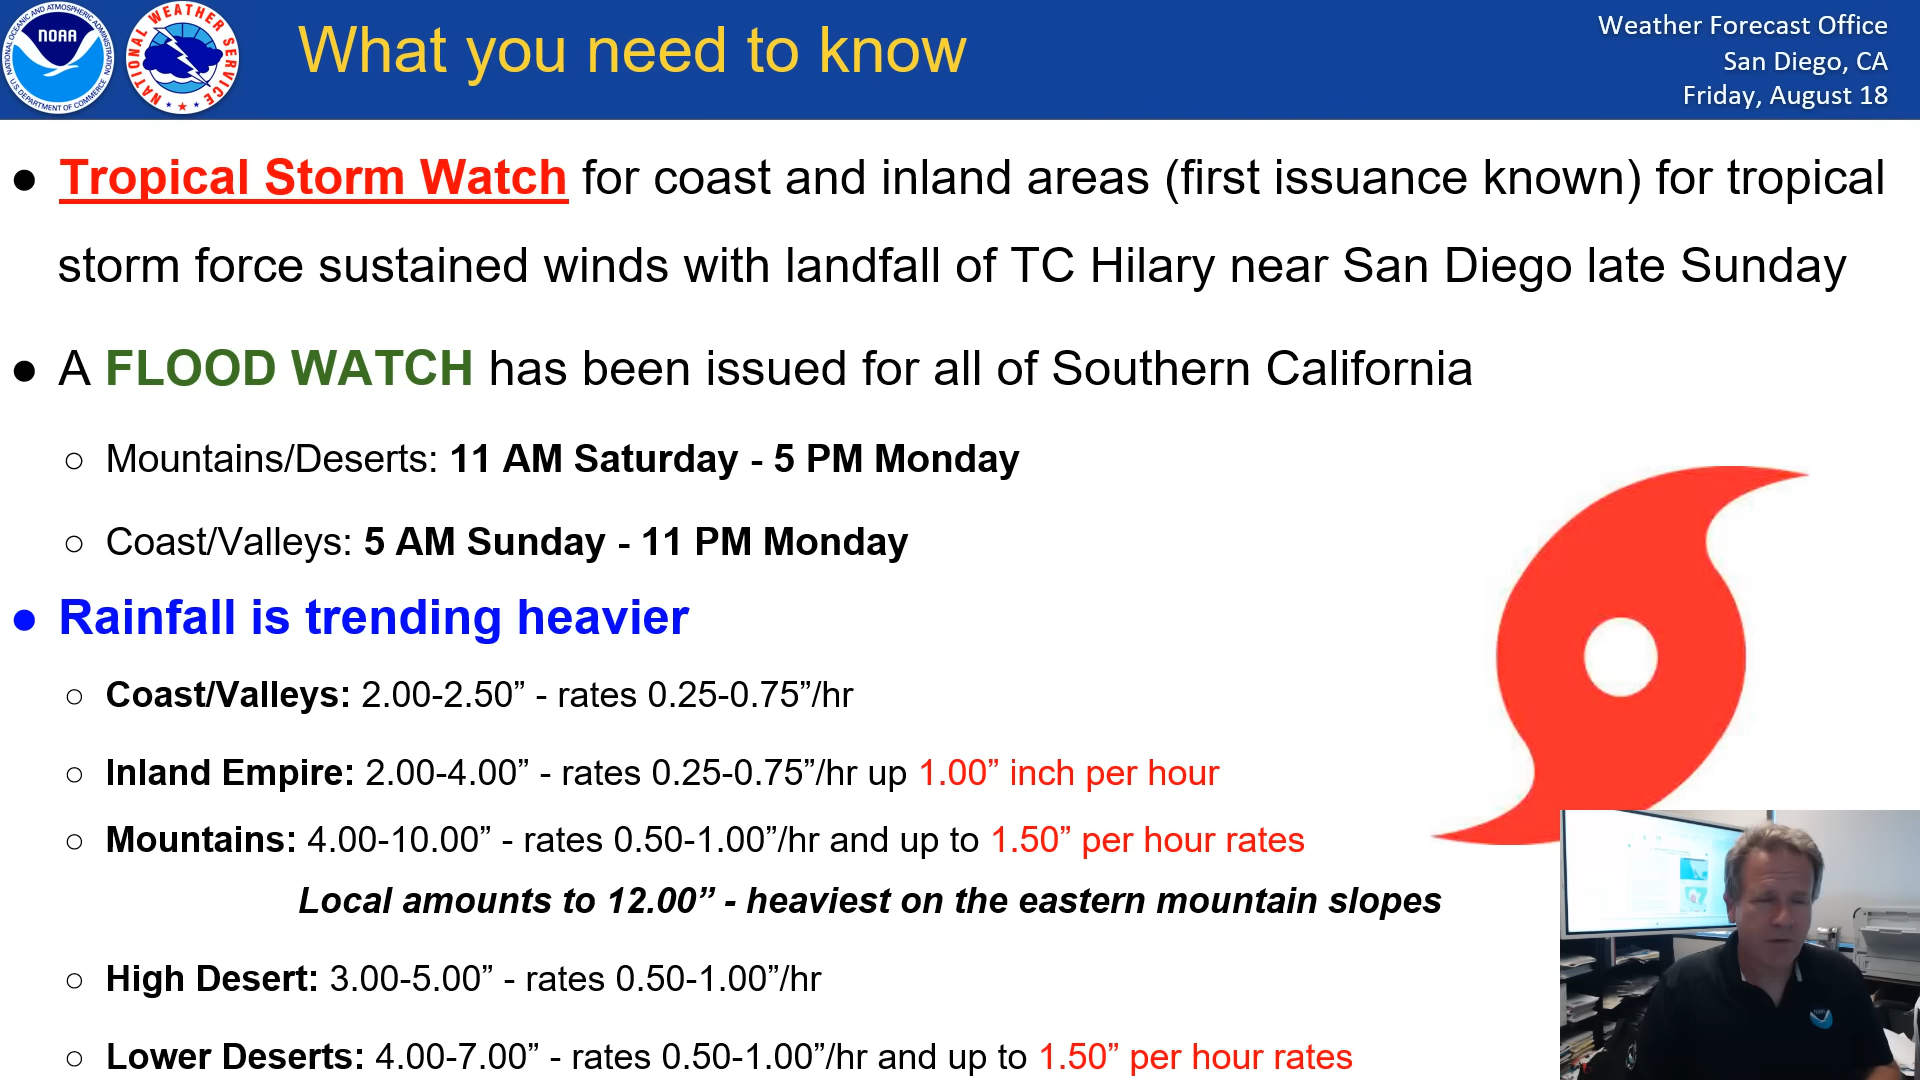 NATIONAL OCEANIC AND ATMOSPHERIC ADMINISTRATION
NOAA
U.S. DEPARTMENT OF COMMERCE
NATIONAL WEATHER SERVICE
What you need to know
Weather Forecast Office
San Diego, CA
Friday, August 18
● Tropical Storm Watch for coast and inland areas (first issuance known) for tropical
storm force sustained winds with landfall of TC Hilary near San Diego late Sunday
● A FLOOD WATCH has been issued for all of Southern California
○ Mountains/Deserts: 11 AM Saturday - 5 PM Monday
○ Coast/Valleys: 5 AM Sunday - 11 PM Monday
● Rainfall is trending heavier
○ Coast/Valleys: 2.00-2.50” - rates 0.25-0.75”/hr
○ Inland Empire: 2.00-4.00” - rates 0.25-0.75”/hr up 1.00” inch per hour
○ Mountains: 4.00-10.00” - rates 0.50-1.00”/hr and up to 1.50” per hour rates
Local amounts to 12.00” - heaviest on the eastern mountain slopes
○ High Desert: 3.00-5.00” - rates 0.50-1.00”/hr
○ Lower Deserts: 4.00-7.00” - rates 0.50-1.00”/hr and up to 1.50” per hour rates